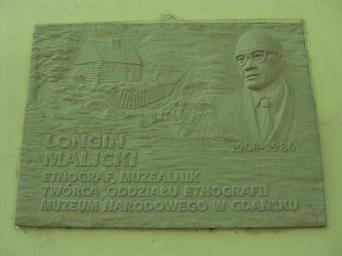 1908-1986
LONGIN
MALICKI
ETNOGRAF, MUZEALNIK
TWÓRCA ODDZIAŁU ETNOGRAFII
MUZEUM NARODOWEGO W GDAŃSKU